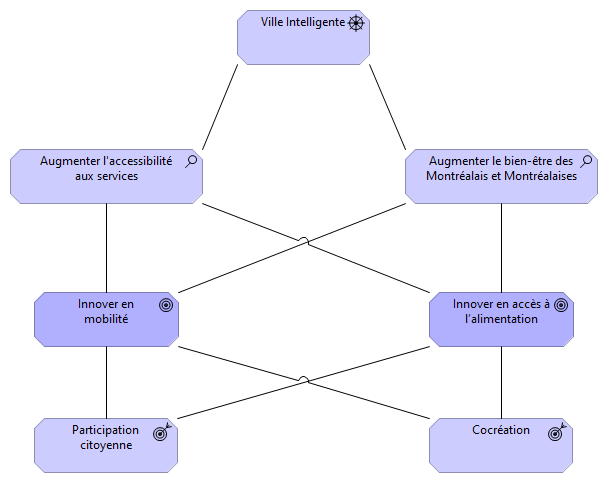 Ville Intelligente
Augmenter l'accessibilité
aux services
Augmenter le bien-être des
Montréalais et Montréalaises
Innover en
mobilité
Innover en accès à
l'alimentation
Participation
citoyenne
Cocréation